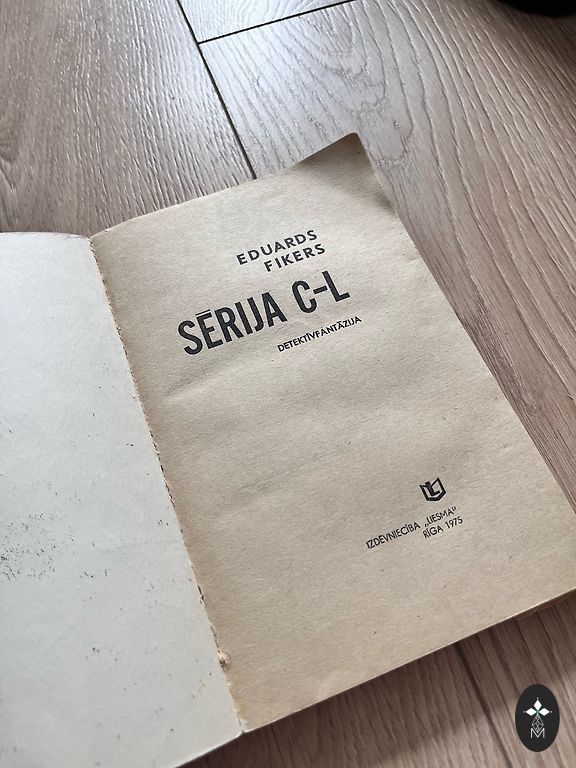 EDUARDS
FIKERS
SĒRIJA C-L
DETEKTĪVFANTĀZIJA
IZDEVNIECĪBA „LIESMA"
RĪGA 1975
M